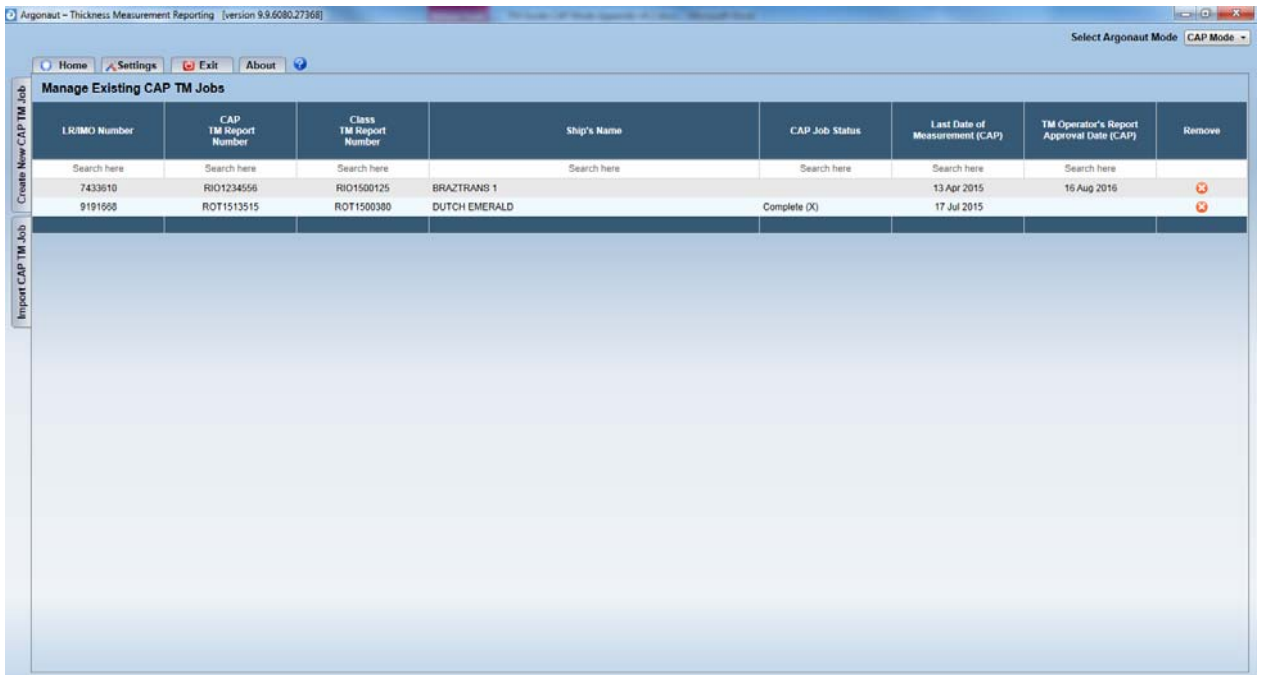 Argonaut – Thickness Measurement Reporting [version 9.9.6080.27368]
Select Argonaut Mode CAP Mode
Home Settings Exit About ?
Create New CAP TM Job
Import CAP TM Job
Manage Existing CAP TM Jobs
LR/IMO Number
CAP
TM Report
Number
Class
TM Report
Number
Ship's Name
CAP Job Status
Last Date of
Measurement (CAP)
TM Operator's Report
Approval Date (CAP)
Remove
Search here Search here Search here Search here Search here Search here Search here
7433610 RIO1234556 RIO1500125 BRAZTRANS 1 13 Apr 2015 16 Aug 2016
9191668 ROT1513515 ROT1500380 DUTCH EMERALD Complete (X) 17 Jul 2015